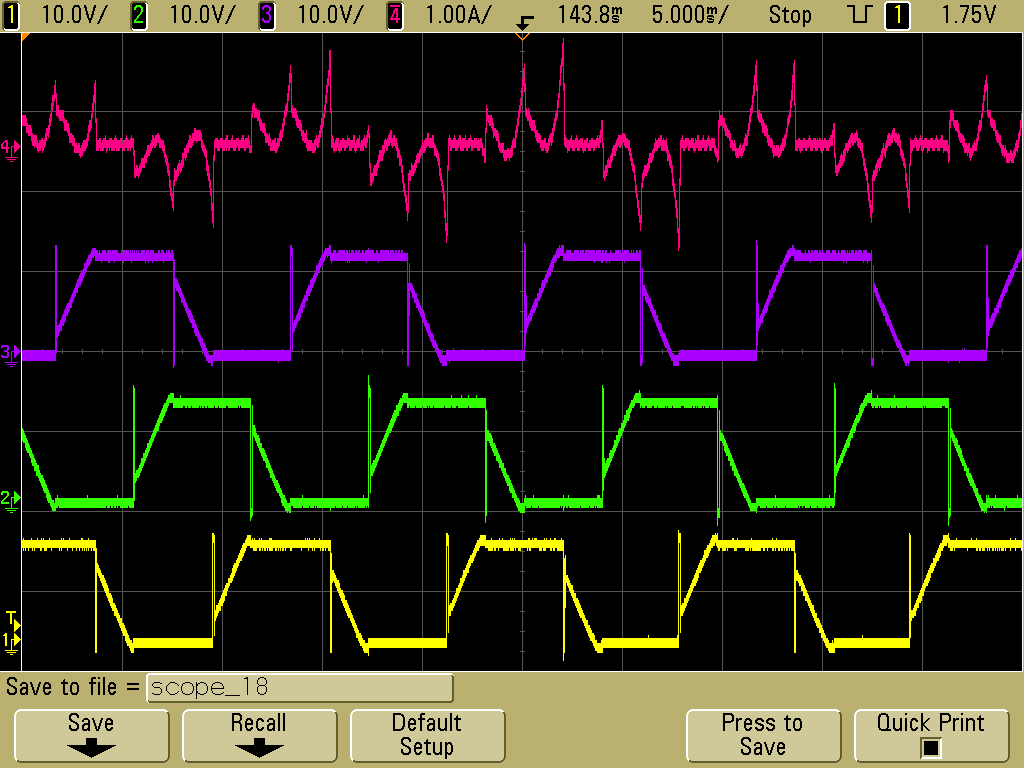 1 10.0V/ 2 10.0V/ 3 10.0V/ 4 1.00A/ 143.8ms 5.000ms/ Stop 1 1.75V
4
3
2
T
1
Save to file = scope_18
Save Recall Default Setup Press to Save Quick Print